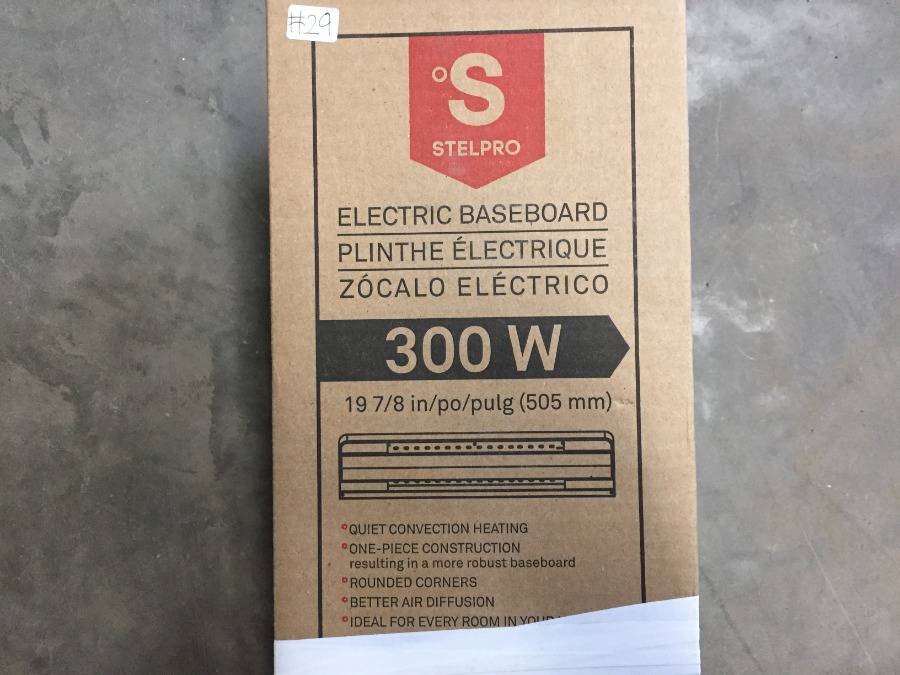 #29
°S
STELPRO
ELECTRIC BASEBOARD
PLINTHE ÉLECTRIQUE
ZÓCALO ELÉCTRICO
300 W
19 7/8 in/po/pulg (505 mm)
°QUIET CONVECTION HEATING
°ONE-PIECE CONSTRUCTION
resulting in a more robust baseboard
°ROUNDED CORNERS
°BETTER AIR DIFFUSION
°IDEAL FOR EVERY ROOM IN YOUR